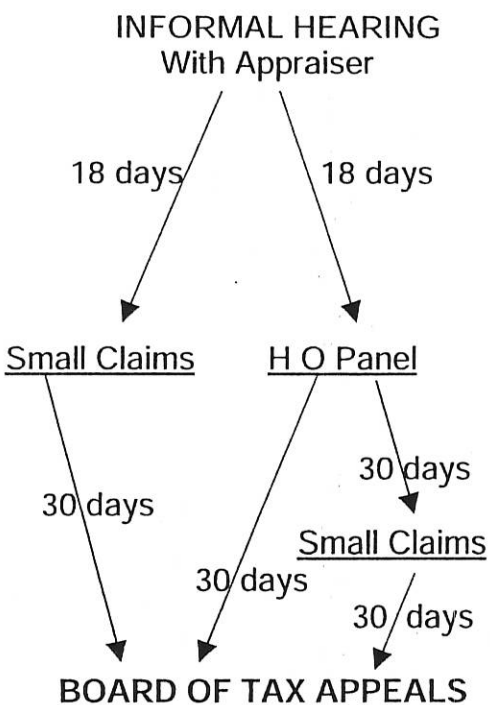 INFORMAL HEARING
With Appraiser
18 days
18 days
Small Claims
H O Panel
30 days
30 days
Small Claims
30 days
30 days
BOARD OF TAX APPEALS